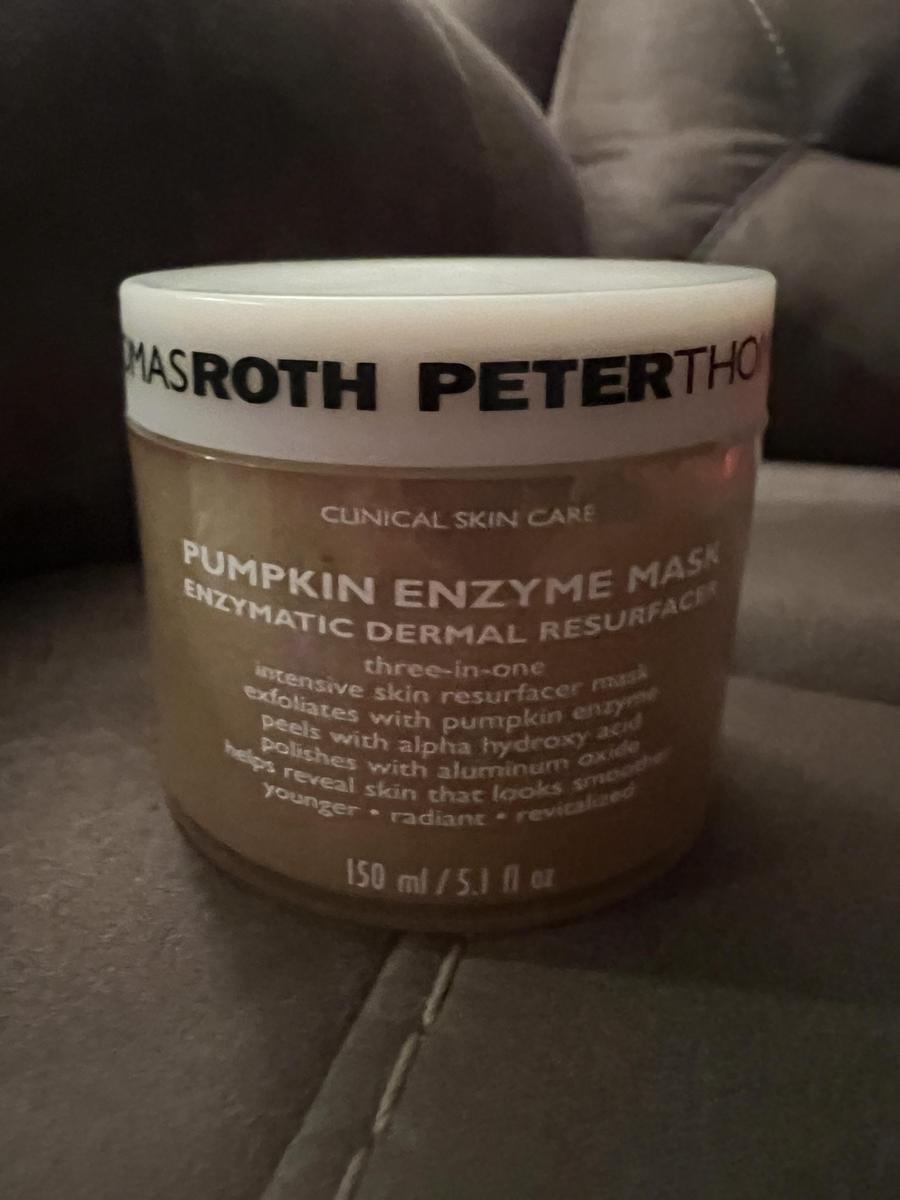 OMASROTH PETERTHO
CLINICAL SKIN CARE
PUMPKIN ENZYME MASK
ENZYMATIC DERMAL RESURFACER
three-in-one
intensive skin resurfacer mask
exfoliates with pumpkin enzyme
peels with alpha hydroxy acid
polishes with aluminum oxide
helps reveal skin that looks smoother
younger • radiant • revitalized
150 ml / 5.1 fl oz